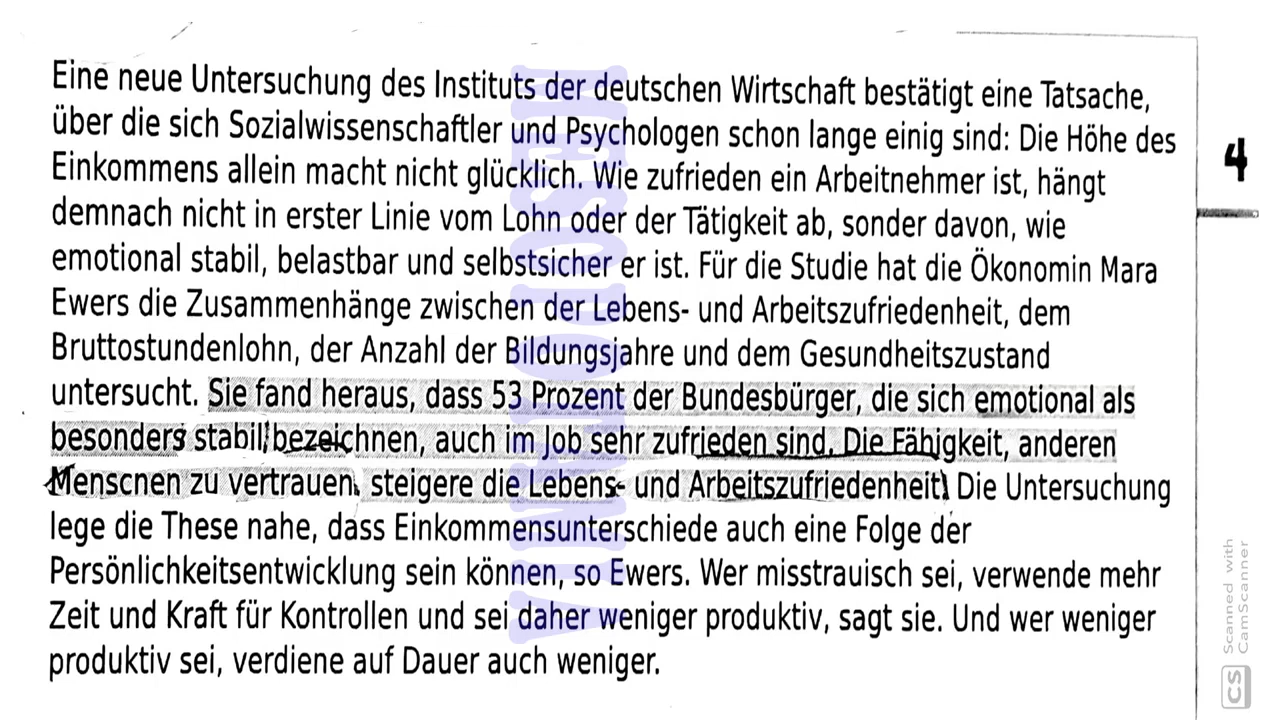 Eine neue Untersuchung des Instituts der deutschen Wirtschaft bestätigt eine Tatsache,
über die sich Sozialwissenschaftler und Psychologen schon lange einig sind: Die Höhe des
Einkommens allein macht nicht glücklich. Wie zufrieden ein Arbeitnehmer ist, hängt
demnach nicht in erster Linie vom Lohn oder der Tätigkeit ab, sonder davon, wie
emotional stabil, belastbar und selbstsicher er ist. Für die Studie hat die Ökonomin Mara
Ewers die Zusammenhänge zwischen der Lebens- und Arbeitszufriedenheit, dem
Bruttostundenlohn, der Anzahl der Bildungsjahre und dem Gesundheitszustand
untersucht. Sie fand heraus, dass 53 Prozent der Bundesbürger, die sich emotional als
besonders stabil bezeichnen, auch im Job sehr zufrieden sind. Die Fähigkeit, anderen
Menschen zu vertrauen, steigere die Lebens- und Arbeitszufriedenheit. Die Untersuchung
lege die These nahe, dass Einkommensunterschiede auch eine Folge der
Persönlichkeitsentwicklung sein können, so Ewers. Wer misstrauisch sei, verwende mehr
Zeit und Kraft für Kontrollen und sei daher weniger produktiv, sagt sie. Und wer weniger
produktiv sei, verdiene auf Dauer auch weniger.
4
CS Scanned with
CamScanner